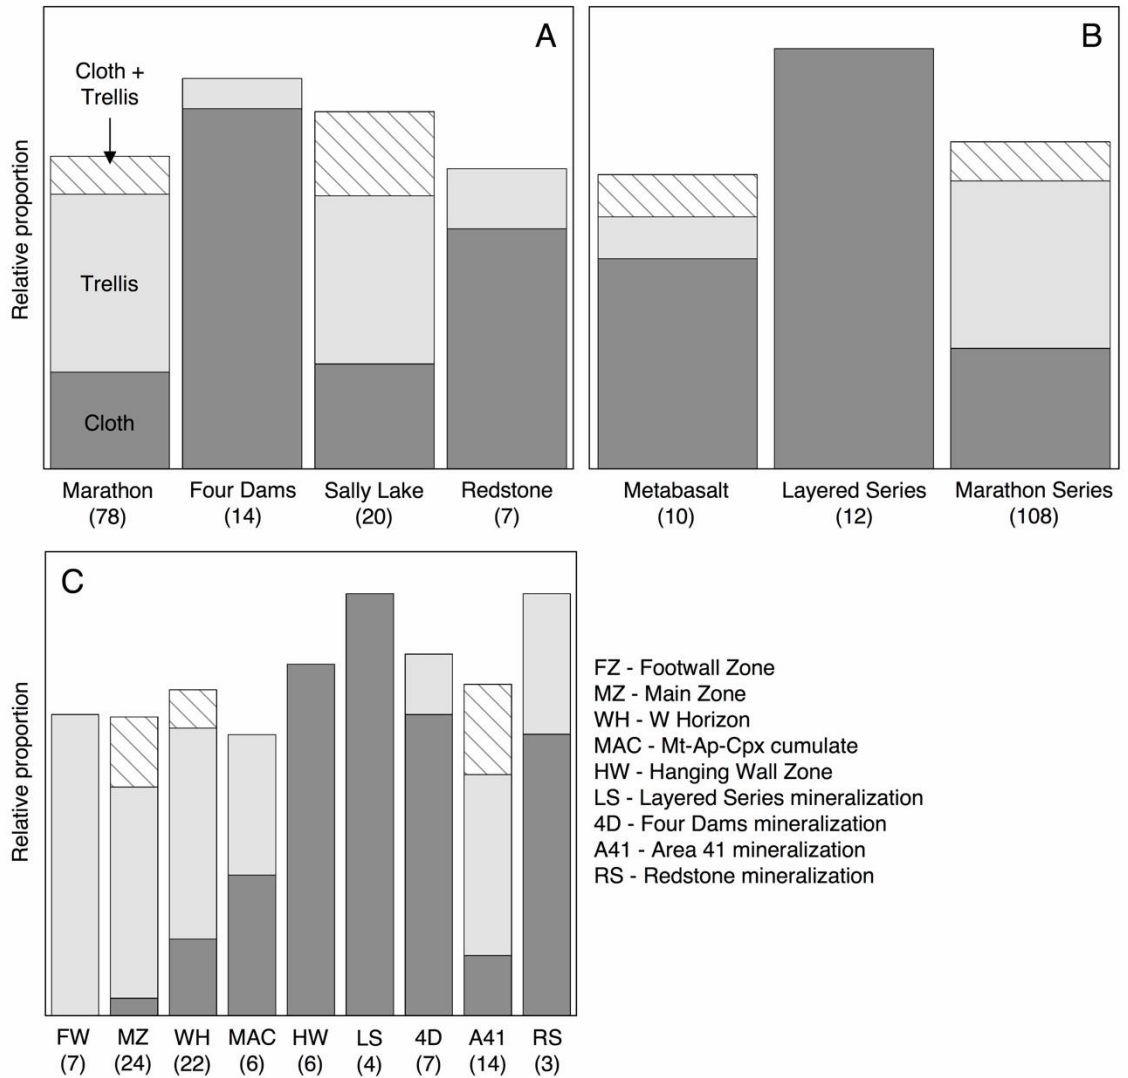 A
Cloth +
Trellis
Trellis
Cloth
Relative proportion
Marathon
(78)
Four Dams
(14)
Sally Lake
(20)
Redstone
(7)
B
Metabasalt
(10)
Layered Series
(12)
Marathon Series
(108)
C
Relative proportion
FW
(7)
MZ
(24)
WH
(22)
MAC
(6)
HW
(6)
LS
(4)
4D
(7)
A41
(14)
RS
(3)
FZ - Footwall Zone
MZ - Main Zone
WH - W Horizon
MAC - Mt-Ap-Cpx cumulate
HW - Hanging Wall Zone
LS - Layered Series mineralization
4D - Four Dams mineralization
A41 - Area 41 mineralization
RS - Redstone mineralization